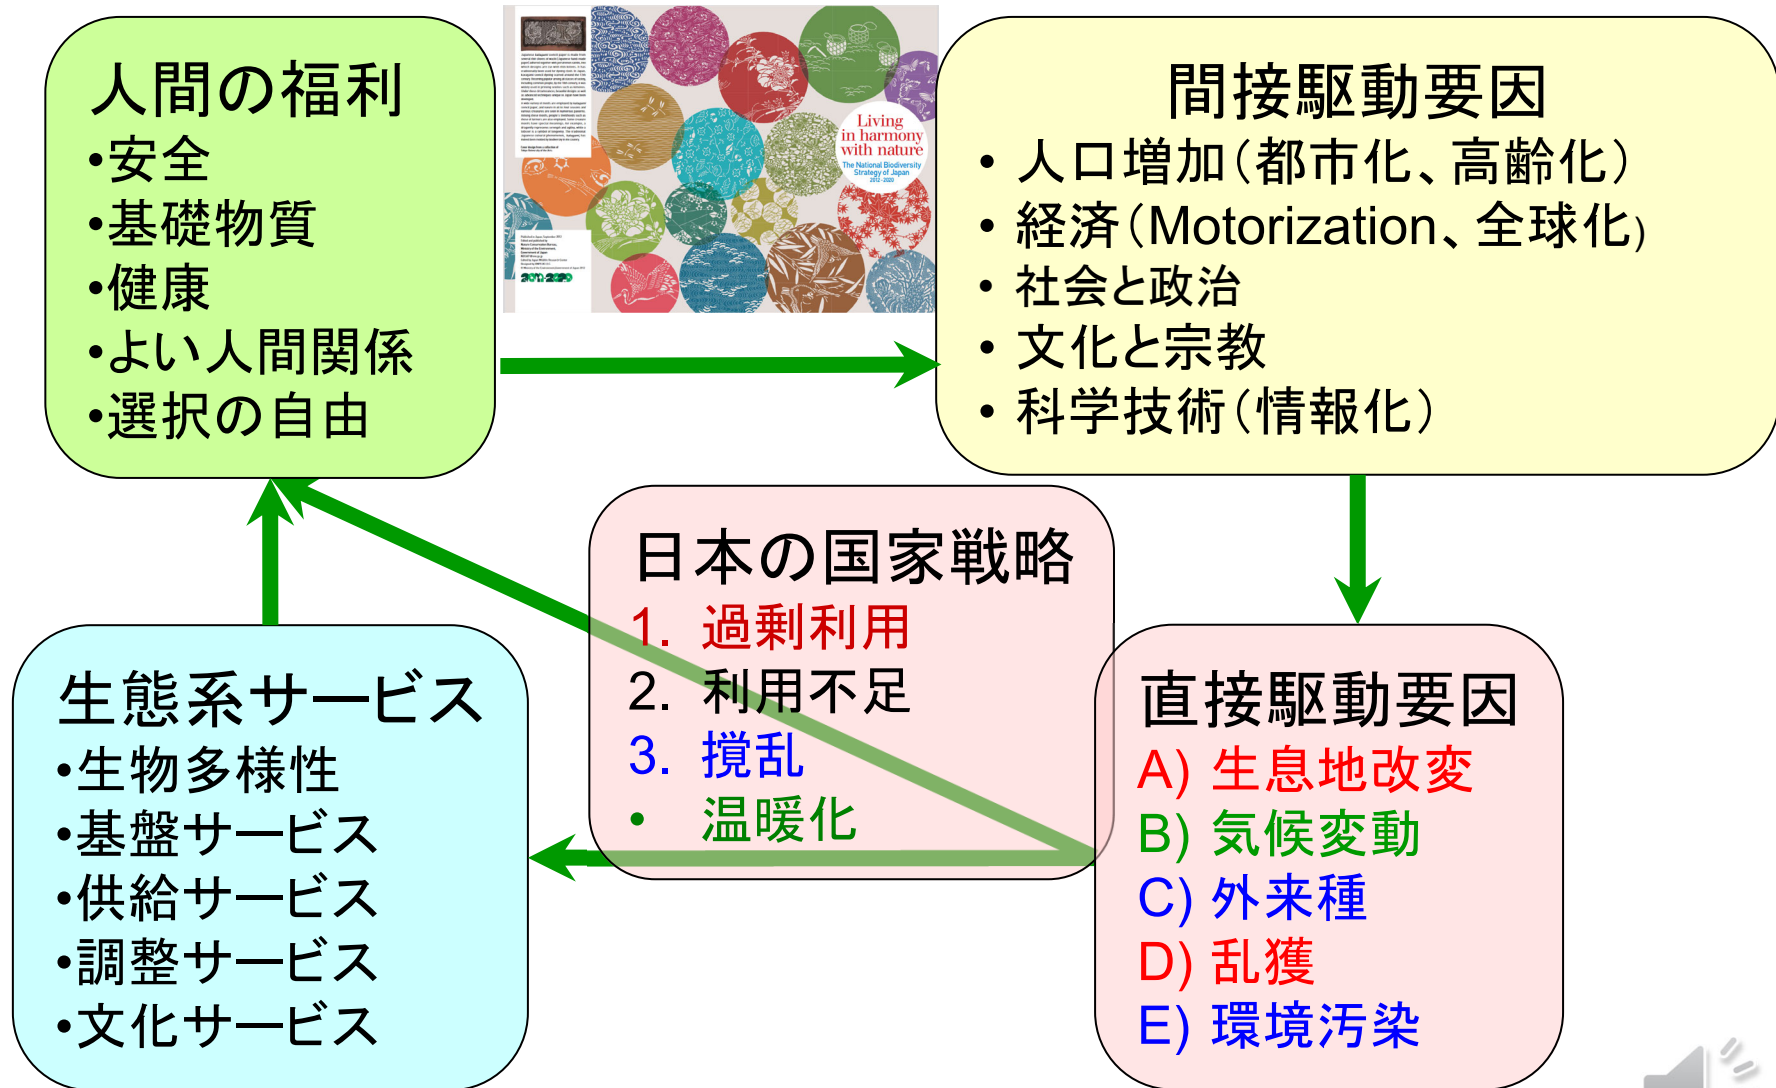 人間の福利
•安全
•基礎物質
•健康
•よい人間関係
•選択の自由
Living
in harmony
with nature
The National Biodiversity
Strategy of Japan
2012-2020
間接駆動要因
• 人口増加（都市化、高齢化）
• 経済（Motorization、全球化)
• 社会と政治
• 文化と宗教
• 科学技術（情報化）
日本の国家戦略
1. 過剰利用
2. 利用不足
3. 撹乱
• 温暖化
生態系サービス
•生物多様性
•基盤サービス
•供給サービス
•調整サービス
•文化サービス
直接駆動要因
A) 生息地改変
B) 気候変動
C) 外来種
D) 乱獲
E) 環境汚染